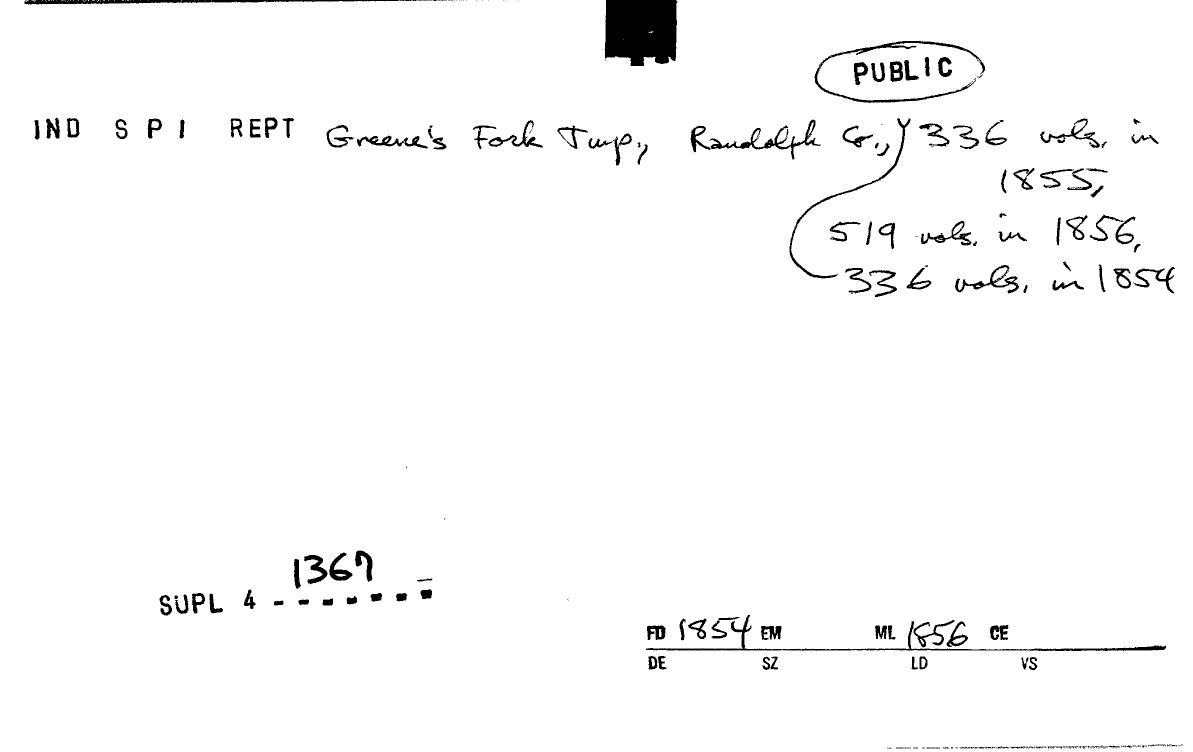 PUBLIC
IND S P I REPT Greene's Fork Twp., Randolph Co., 336 vols. in
1855,
519 vols. in 1856,
336 vols. in 1854
1367
SUPL 4 - - - - - - -
FD 1854 EM ML 1856 CE
DE SZ LD VS